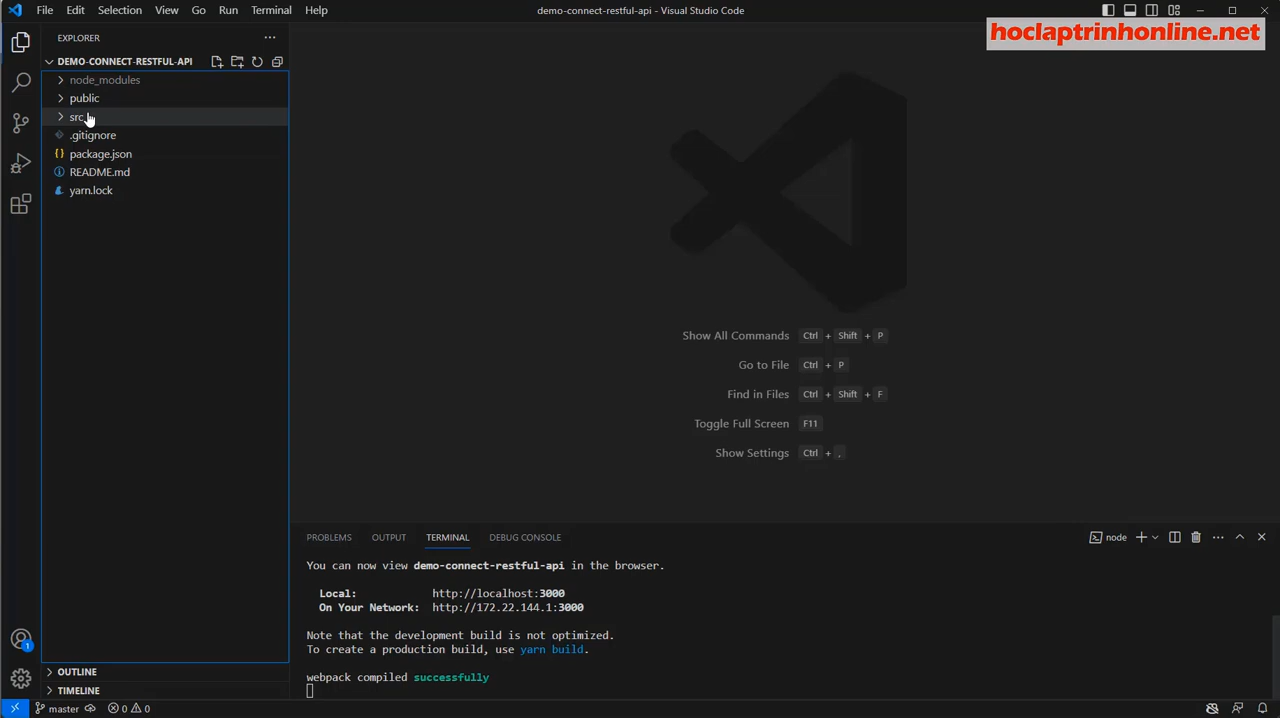 File Edit Selection View Go Run Terminal Help
demo-connect-restful-api - Visual Studio Code
hoclaptrinhonline.net
EXPLORER
DEMO-CONNECT-RESTFUL-API
node_modules
public
src
.gitignore
package.json
README.md
yarn.lock
Show All Commands Ctrl + Shift + P
Go to File Ctrl + P
Find in Files Ctrl + Shift + F
Toggle Full Screen F11
Show Settings Ctrl + ,
PROBLEMS OUTPUT TERMINAL DEBUG CONSOLE
node
You can now view demo-connect-restful-api in the browser.
Local: http://localhost:3000
On Your Network: http://172.22.144.1:3000
Note that the development build is not optimized.
To create a production build, use yarn build.
webpack compiled successfully
1
OUTLINE
TIMELINE
master 0 0